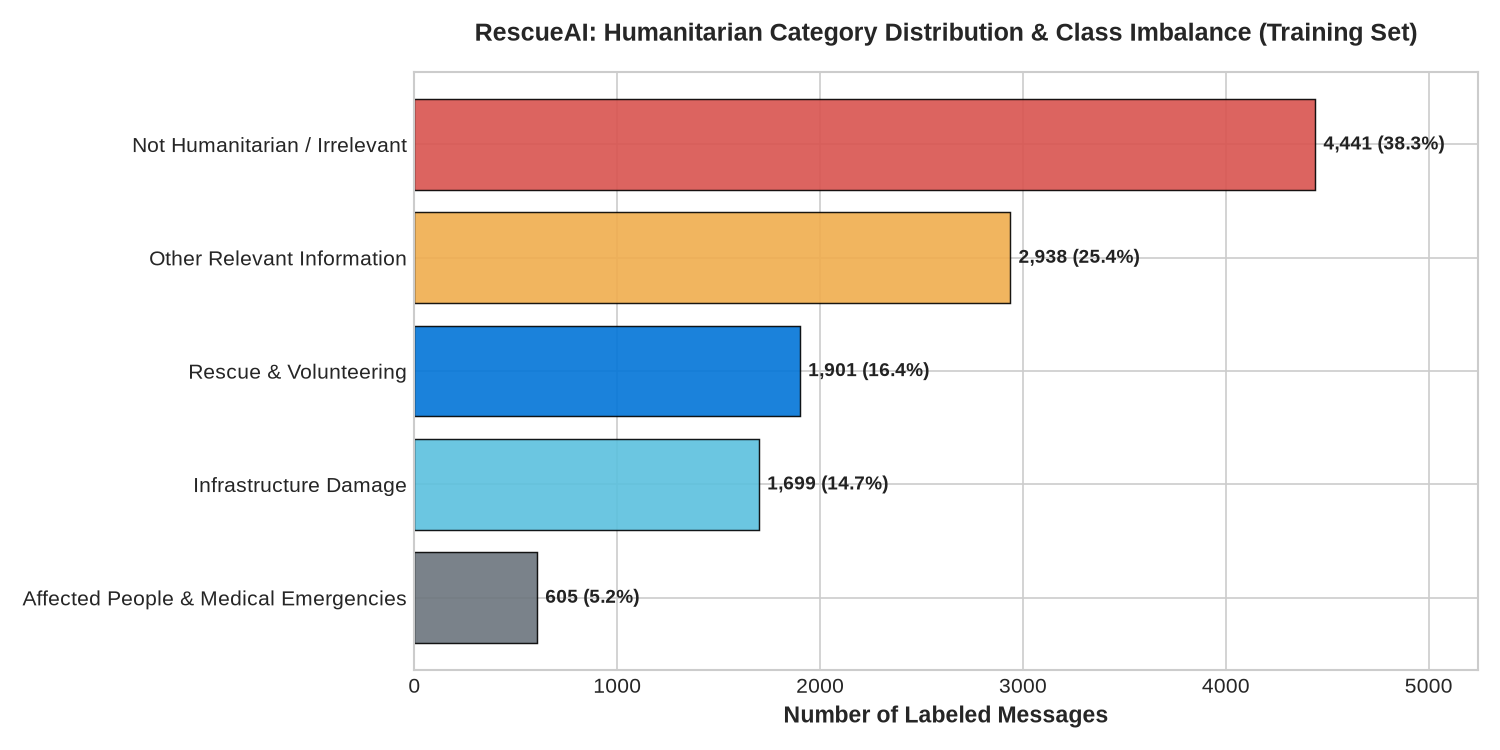 RescueAI: Humanitarian Category Distribution & Class Imbalance (Training Set)
Not Humanitarian / Irrelevant
4,441 (38.3%)
Other Relevant Information
2,938 (25.4%)
Rescue & Volunteering
1,901 (16.4%)
Infrastructure Damage
1,699 (14.7%)
Affected People & Medical Emergencies
605 (5.2%)
0 1000 2000 3000 4000 5000
Number of Labeled Messages